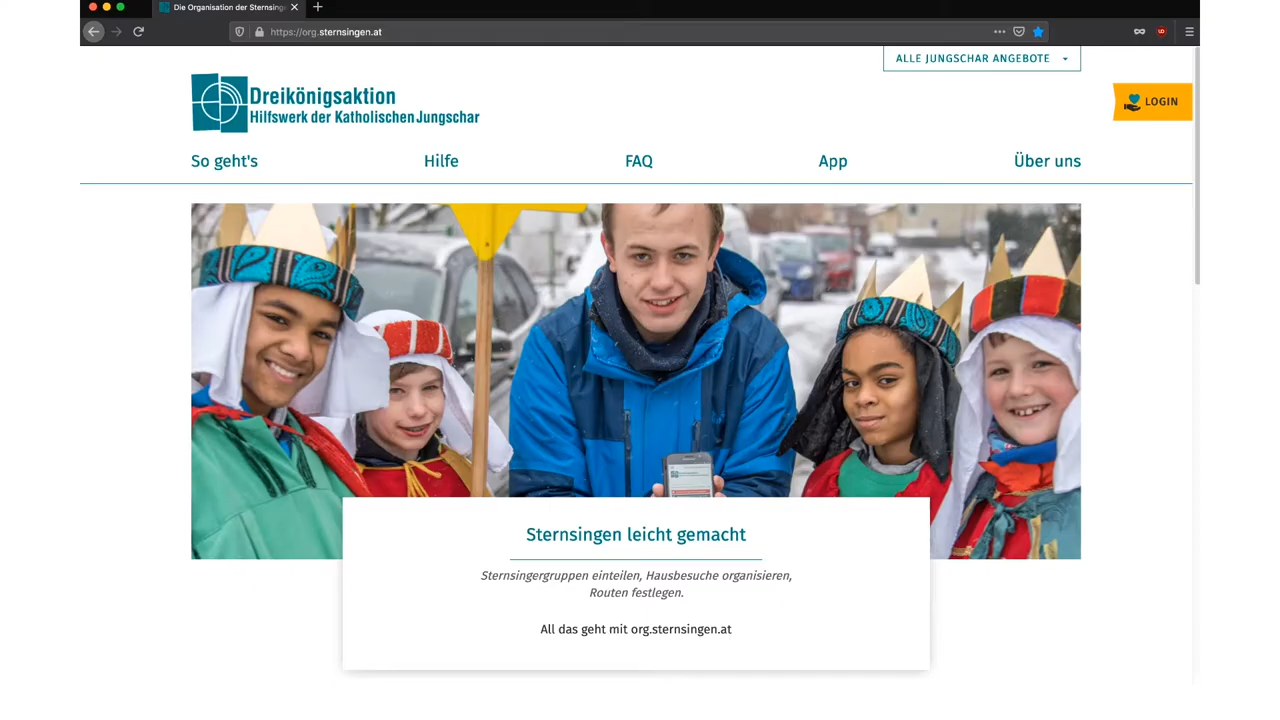 Die Organisation der Sternsing
https://org.sternsingen.at
ALLE JUNGSCHAR ANGEBOTE
Dreikönigsaktion
Hilfswerk der Katholischen Jungschar
LOGIN
So geht's
Hilfe
FAQ
App
Über uns
Sternsingen leicht gemacht
Sternsingergruppen einteilen, Hausbesuche organisieren,
Routen festlegen.
All das geht mit org.sternsingen.at